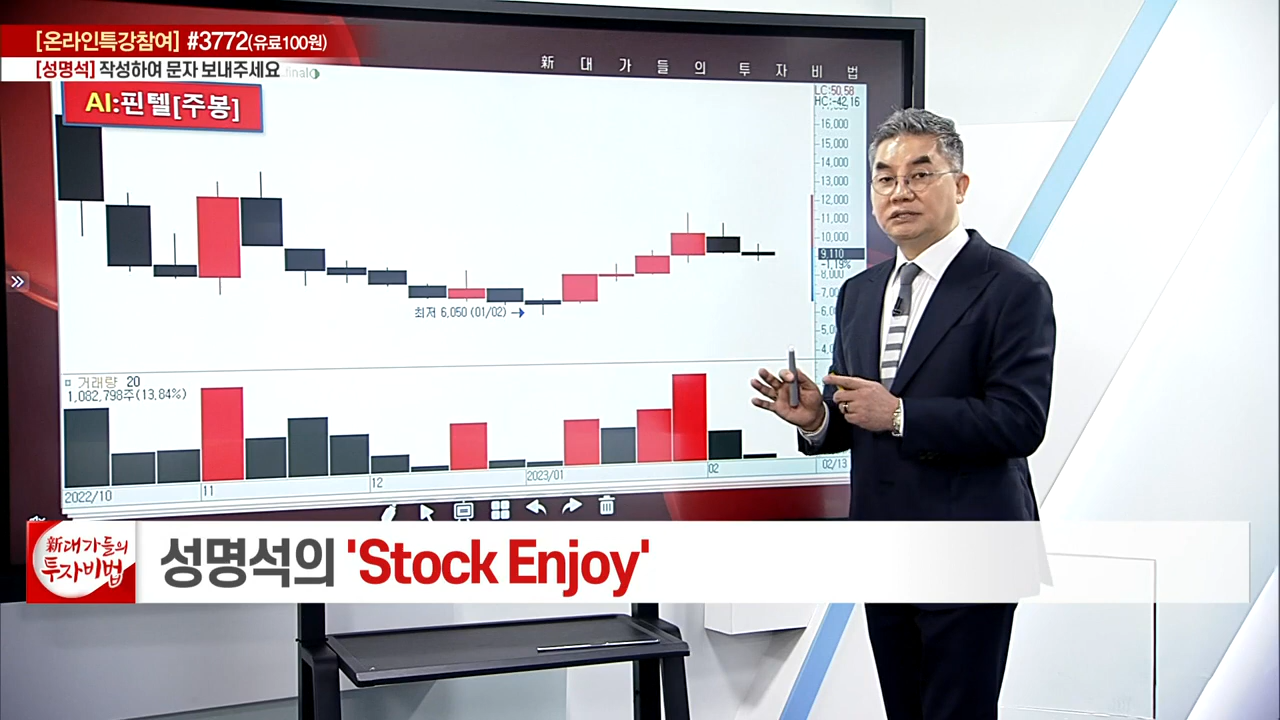 [온라인특강참여] #3772(유료100원)
[성명석] 작성하여 문자 보내주세요
新 대 가 들 의 투 자 비 법
AI:핀텔[주봉]
LC:50.58
HC:-42.16
16,000
15,000
14,000
13,000
12,000
11,000
10,000
9,110
-1.19%
8,000
최저 6,050 (01/02) →
거래량 20
1,082,798주(13.84%)
2022/10
11
12
2023/01
02
02/13
新대가들의
투자비법
성명석의 'Stock Enjoy'